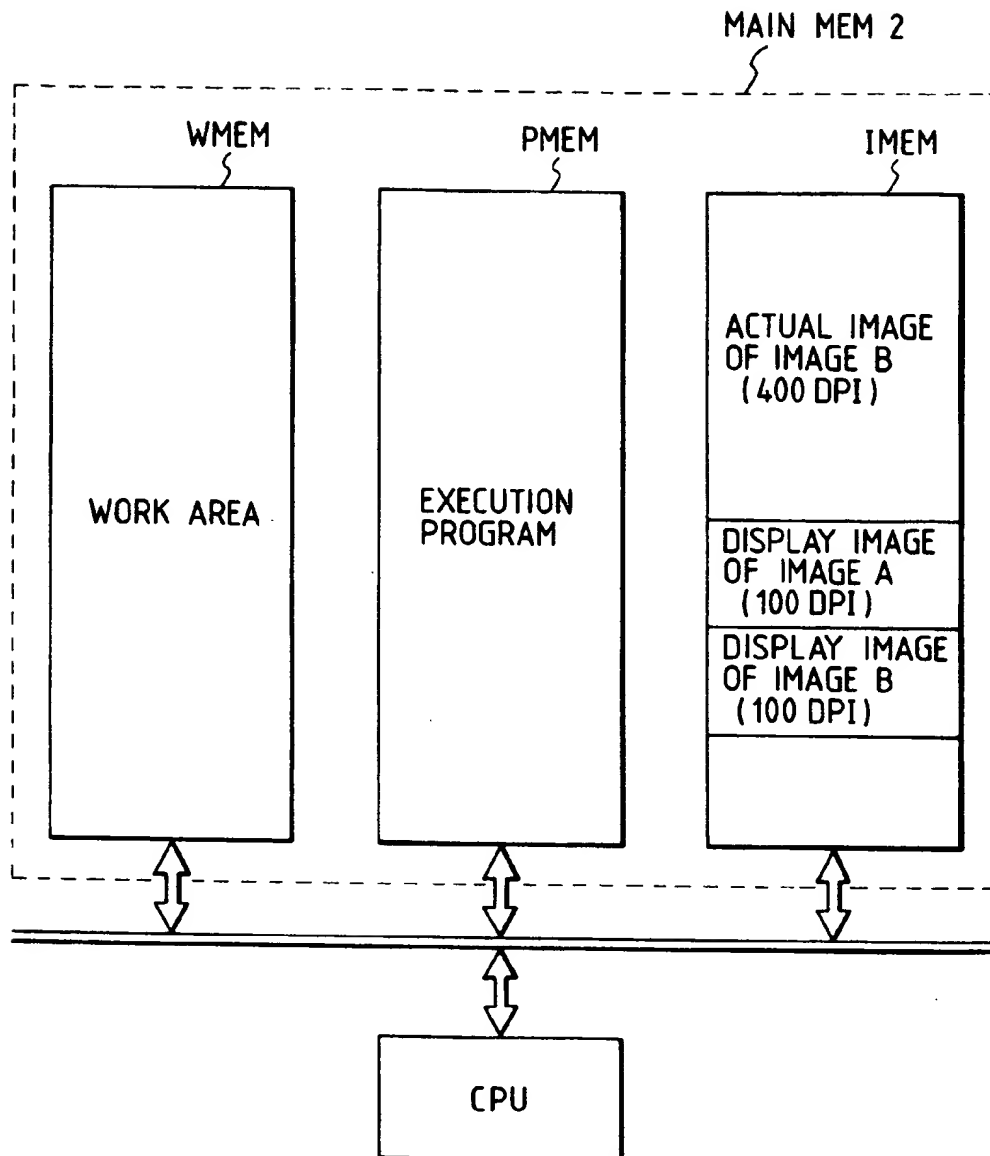 MAIN MEM 2
WMEM
PMEM
IMEM
WORK AREA
EXECUTION
PROGRAM
ACTUAL IMAGE
OF IMAGE B
(400 DPI)
DISPLAY IMAGE
OF IMAGE A
(100 DPI)
DISPLAY IMAGE
OF IMAGE B
(100 DPI)
CPU